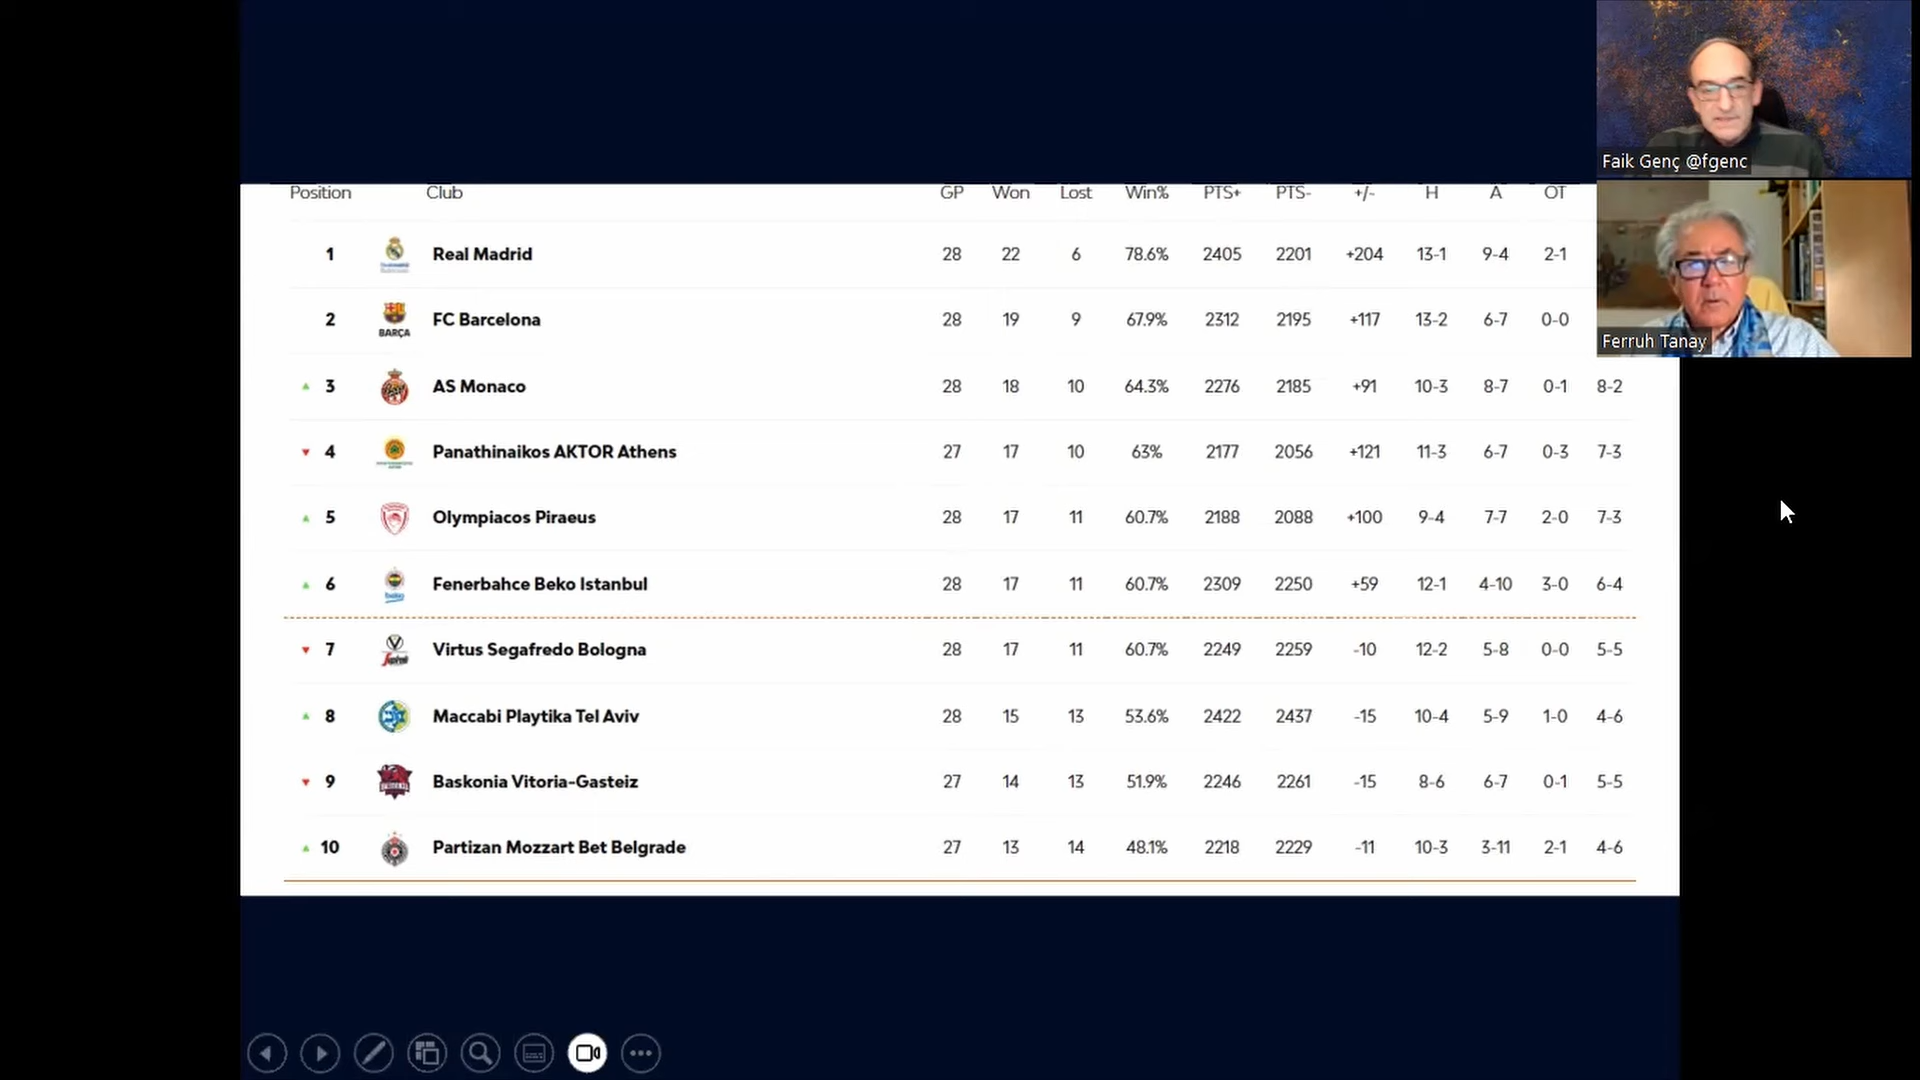 Position Club GP Won Lost Win% PTS+ PTS- +/- H A OT
1 Real Madrid 28 22 6 78.6% 2405 2201 +204 13-1 9-4 2-1
2 BARÇA FC Barcelona 28 19 9 67.9% 2312 2195 +117 13-2 6-7 0-0
3 AS Monaco 28 18 10 64.3% 2276 2185 +91 10-3 8-7 0-1 8-2
4 Panathinaikos AKTOR Athens 27 17 10 63% 2177 2056 +121 11-3 6-7 0-3 7-3
5 Olympiacos Piraeus 28 17 11 60.7% 2188 2088 +100 9-4 7-7 2-0 7-3
6 Fenerbahce Beko Istanbul 28 17 11 60.7% 2309 2250 +59 12-1 4-10 3-0 6-4
7 Virtus Segafredo Bologna 28 17 11 60.7% 2249 2259 -10 12-2 5-8 0-0 5-5
8 Maccabi Playtika Tel Aviv 28 15 13 53.6% 2422 2437 -15 10-4 5-9 1-0 4-6
9 Baskonia Vitoria-Gasteiz 27 14 13 51.9% 2246 2261 -15 8-6 6-7 0-1 5-5
10 Partizan Mozzart Bet Belgrade 27 13 14 48.1% 2218 2229 -11 10-3 3-11 2-1 4-6
Faik Genç @fgenc
Ferruh Tanay